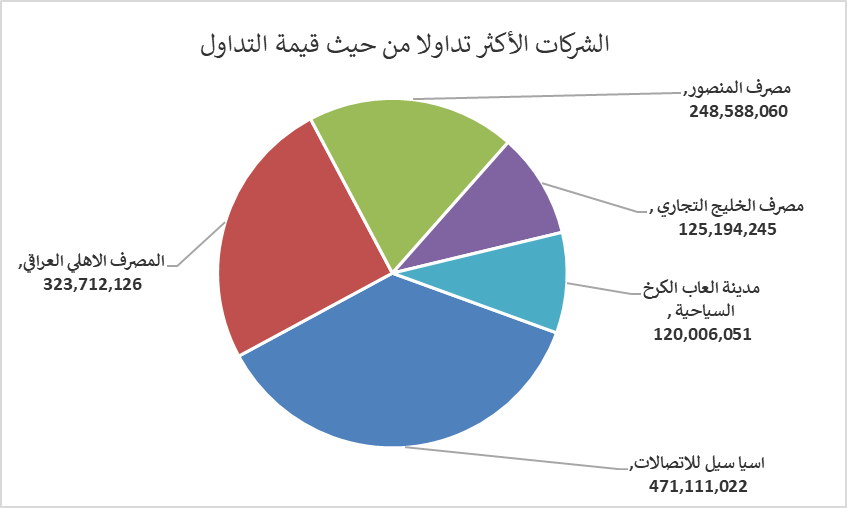 الشركات الأكثر تداولا من حيث قيمة التداول
مصرف المنصور,
248,588,060
مصرف الخليج التجاري ,
125,194,245
المصرف الاهلي العراقي,
323,712,126
مدينة العاب الكرخ
السياحية ,
120,006,051
اسيا سيل للاتصالات,
471,111,022